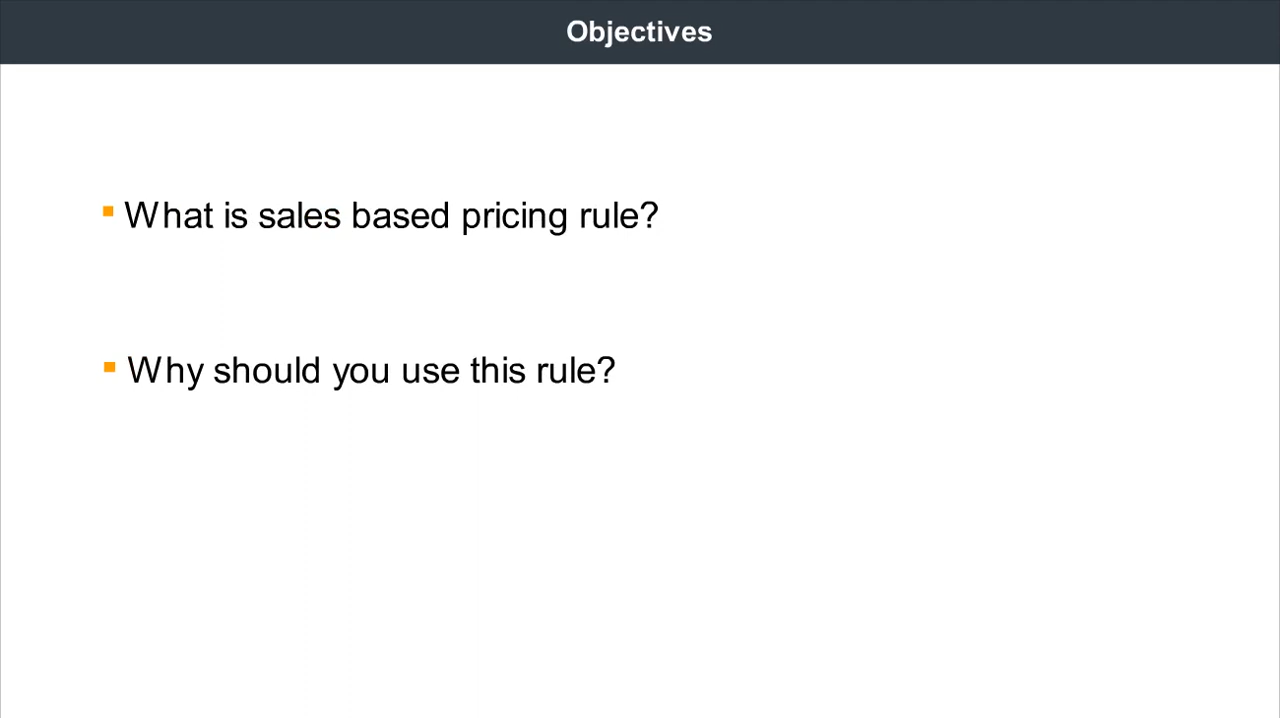 Objectives
What is sales based pricing rule?
Why should you use this rule?